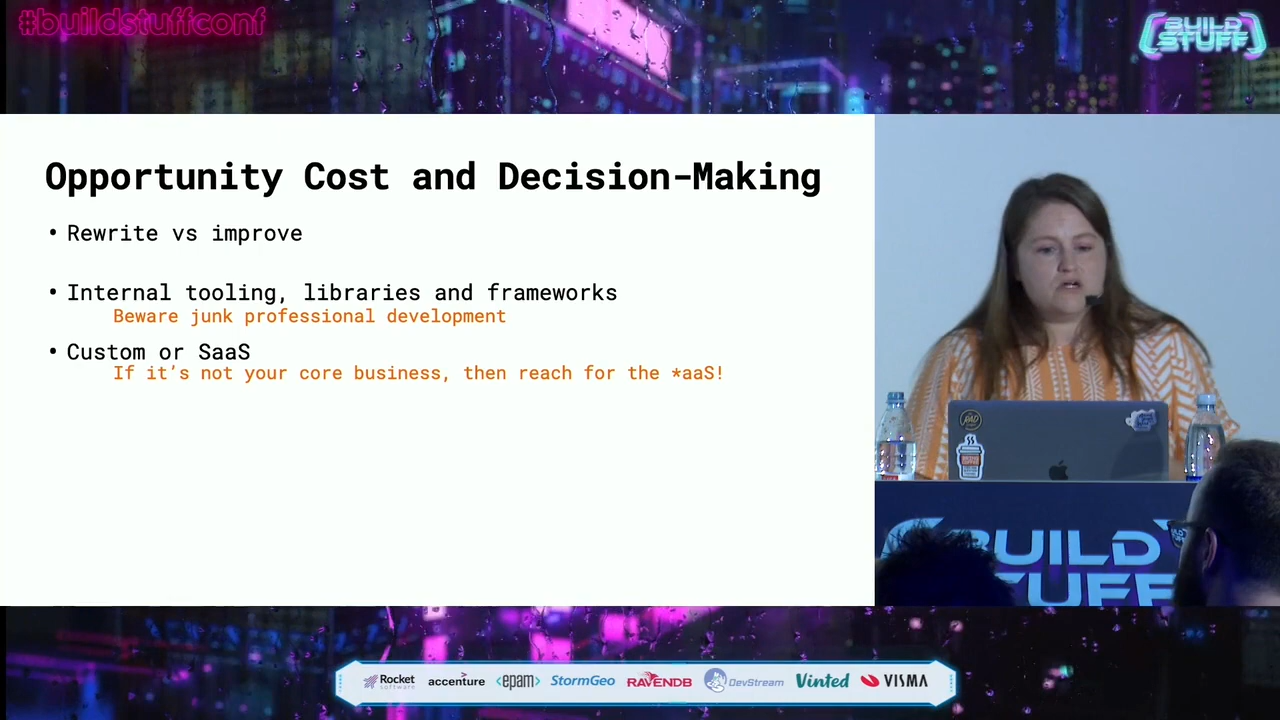 #buildstuffconf
BUILD
STUFF
Opportunity Cost and Decision-Making
• Rewrite vs improve
• Internal tooling, libraries and frameworks
Beware junk professional development
• Custom or SaaS
If it’s not your core business, then reach for the *aaS!
RAD
BUILD
STUFF
Rocket
software
accenture
<epam>
StormGeo
RAVENDB
DevStream
Vinted
VISMA